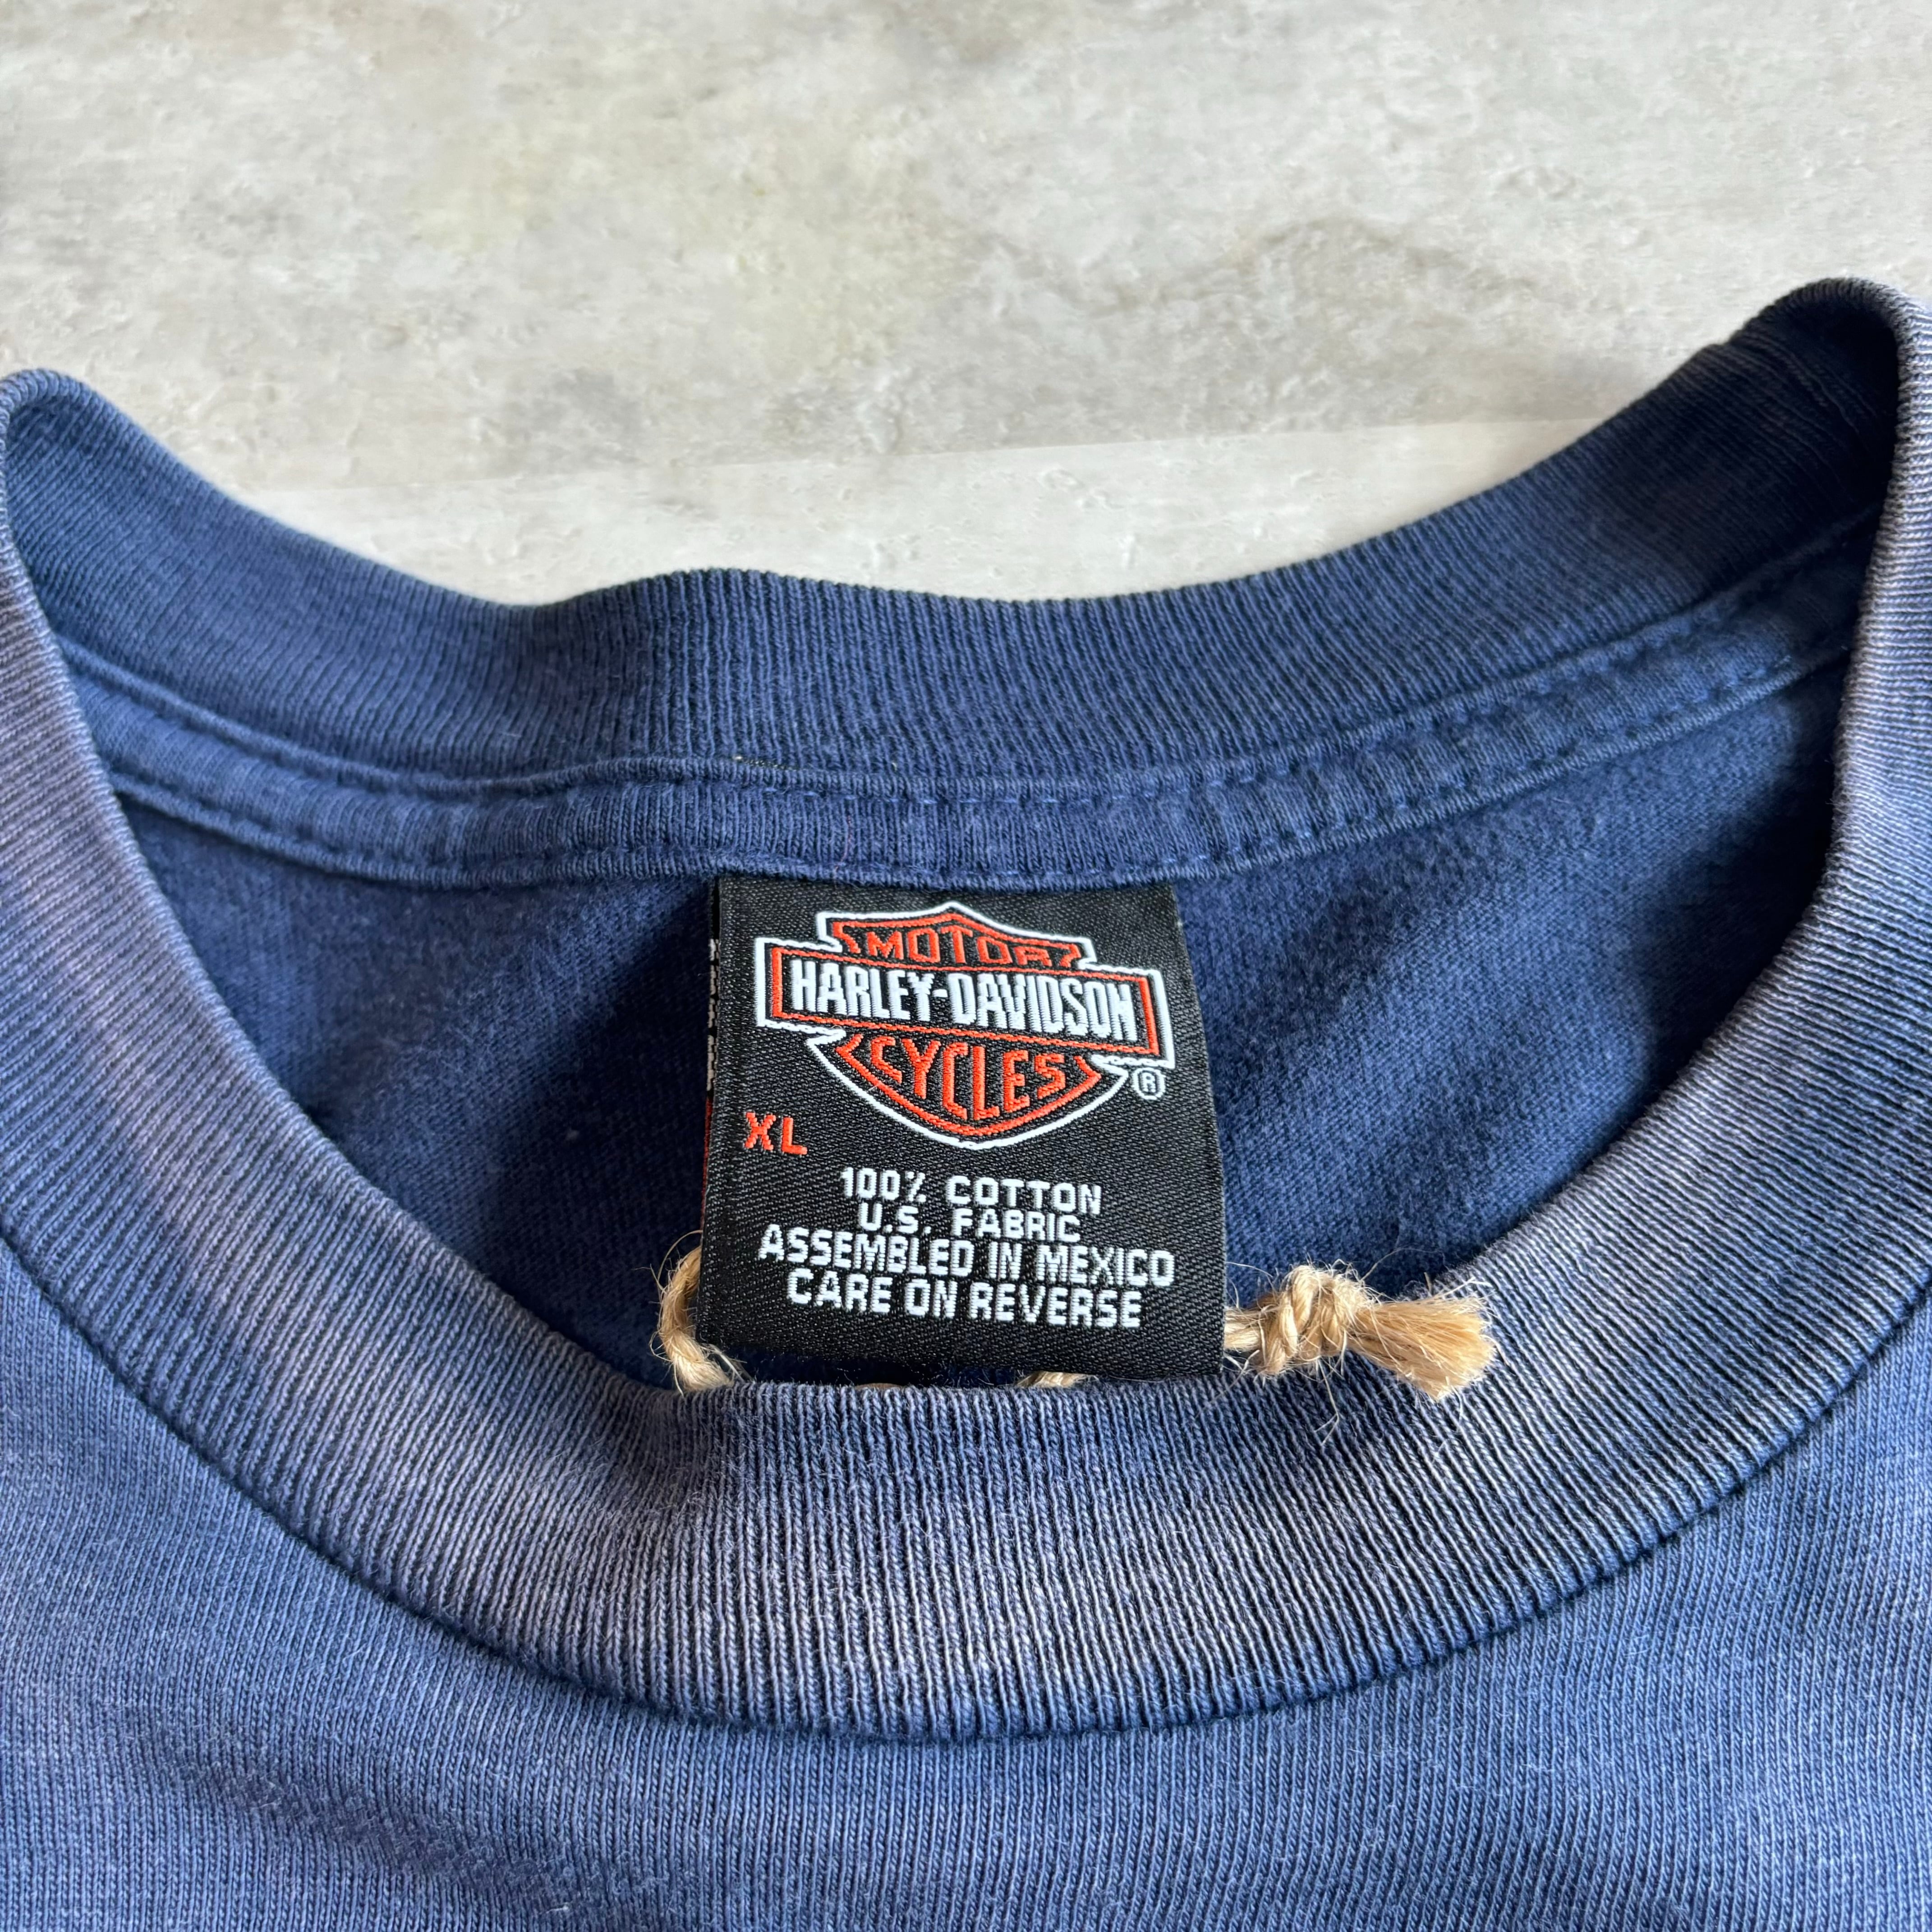 MOTOR
HARLEY-DAVIDSON
CYCLES
®
XL
100% COTTON
U.S. FABRIC
ASSEMBLED IN MEXICO
CARE ON REVERSE